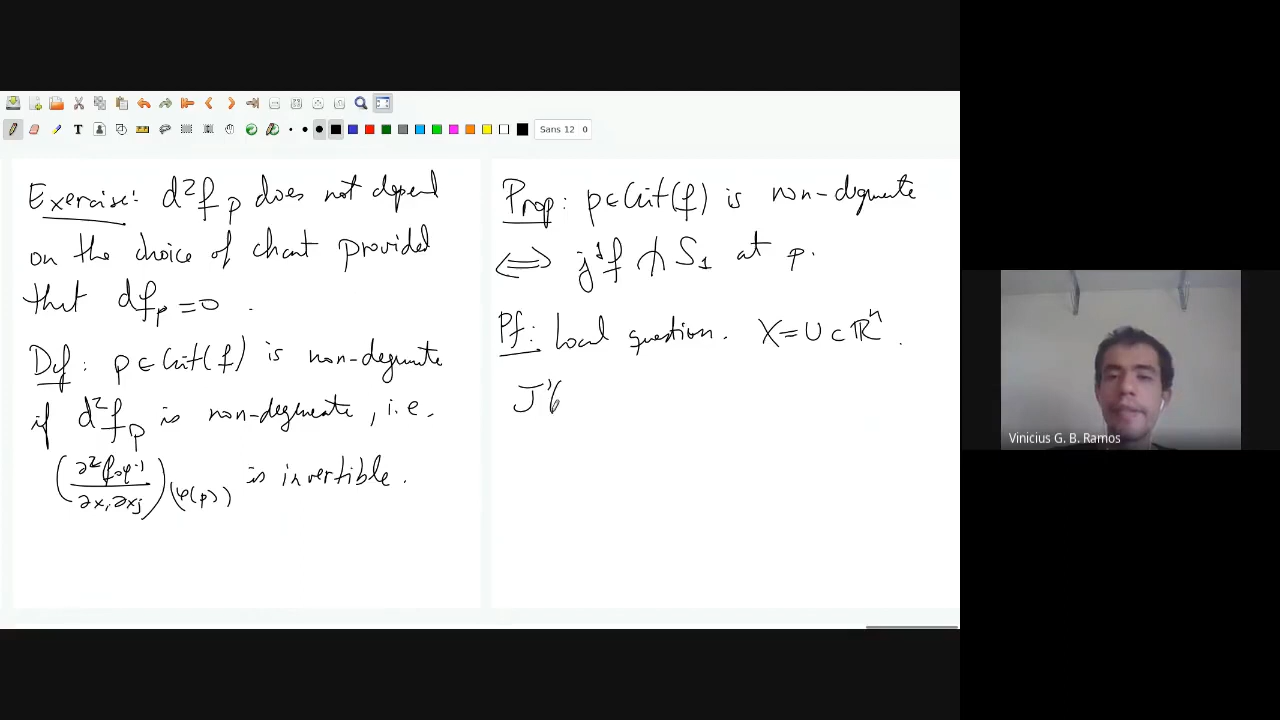 Sans 12 0
Exercise: d²f_p does not depend
on the choice of chart provided
that df_p = 0.
Def: p ∈ Crit(f) is non-degenerate
if d²f_p is non-degenerate, i.e.
(∂²f∘φ⁻¹/∂x_i∂x_j)(φ(p)) is invertible.
Prop: p ∈ Crit(f) is non-degenerate
⟺ j¹f ⋔ S_1 at p.
Pf: Local question. X = U ⊂ ℝⁿ.
J¹
Vinicius G. B. Ramos